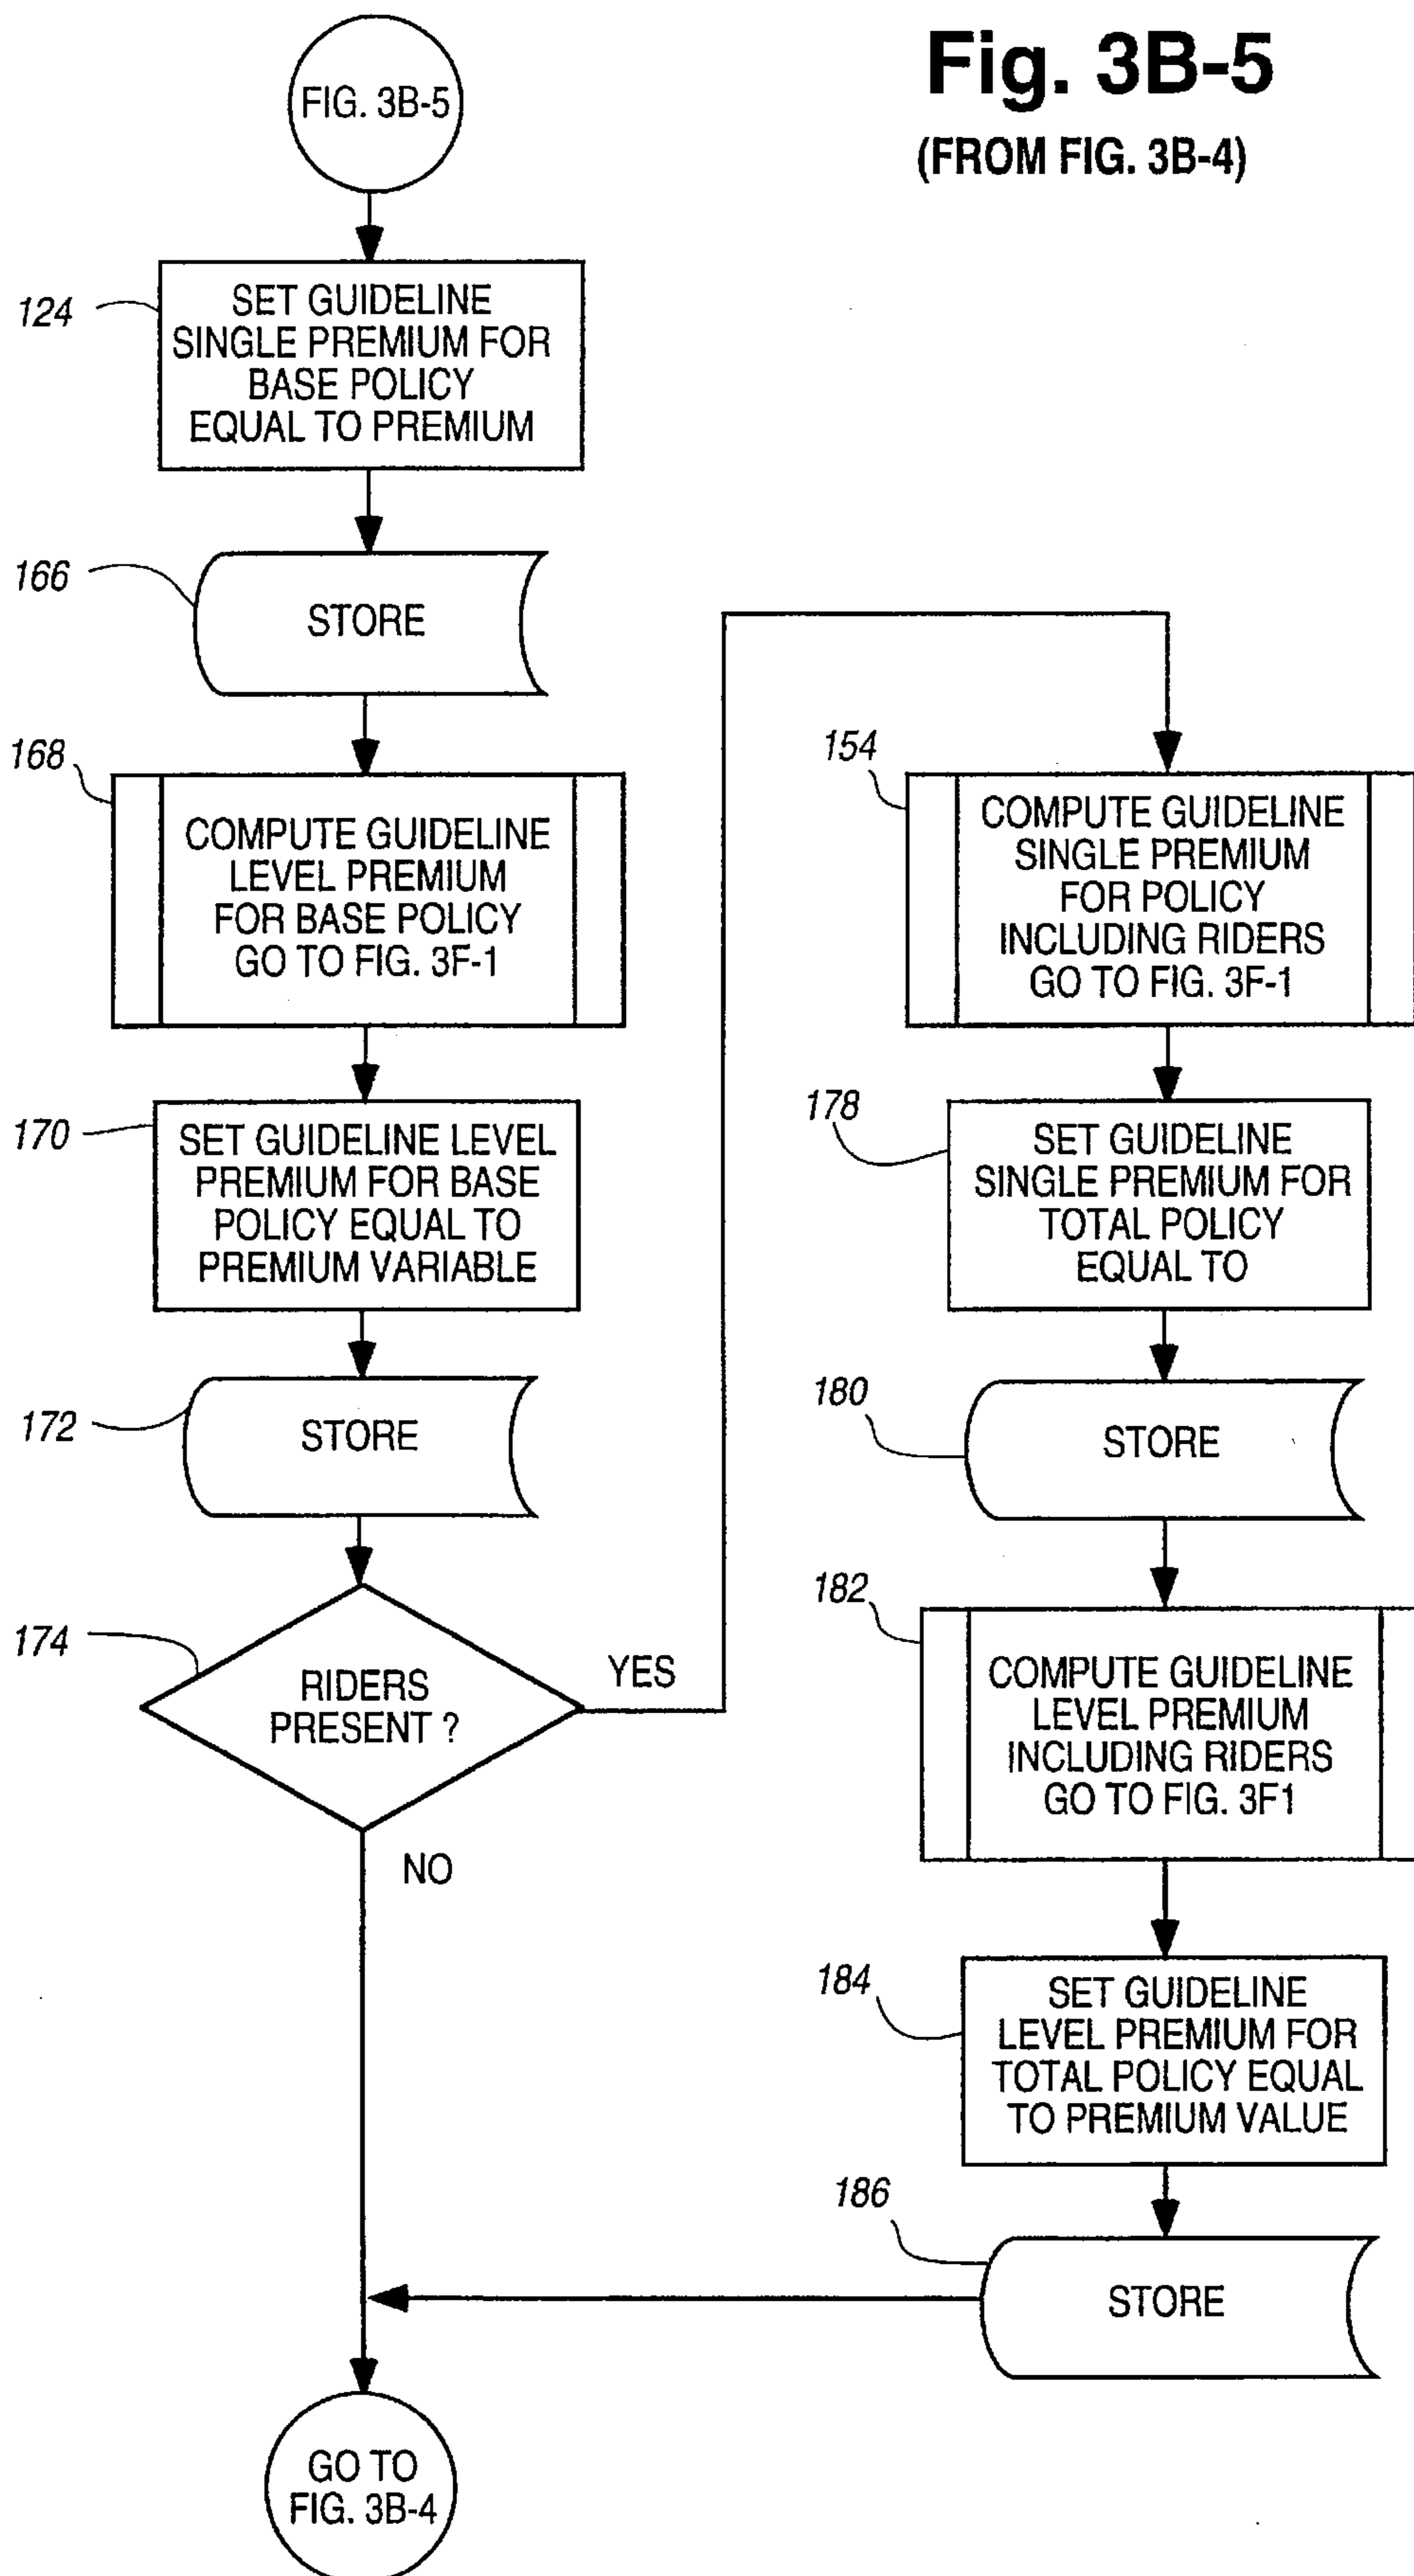 Fig. 3B-5
(FROM FIG. 3B-4)
FIG. 3B-5
124
SET GUIDELINE
SINGLE PREMIUM FOR
BASE POLICY
EQUAL TO PREMIUM
166
STORE
168
COMPUTE GUIDELINE
LEVEL PREMIUM
FOR BASE POLICY
GO TO FIG. 3F-1
170
SET GUIDELINE LEVEL
PREMIUM FOR BASE
POLICY EQUAL TO
PREMIUM VARIABLE
172
STORE
174
RIDERS
PRESENT ?
YES
NO
154
COMPUTE GUIDELINE
SINGLE PREMIUM
FOR POLICY
INCLUDING RIDERS
GO TO FIG. 3F-1
178
SET GUIDELINE
SINGLE PREMIUM FOR
TOTAL POLICY
EQUAL TO
180
STORE
182
COMPUTE GUIDELINE
LEVEL PREMIUM
INCLUDING RIDERS
GO TO FIG. 3F1
184
SET GUIDELINE
LEVEL PREMIUM FOR
TOTAL POLICY EQUAL
TO PREMIUM VALUE
186
STORE
GO TO
FIG. 3B-4